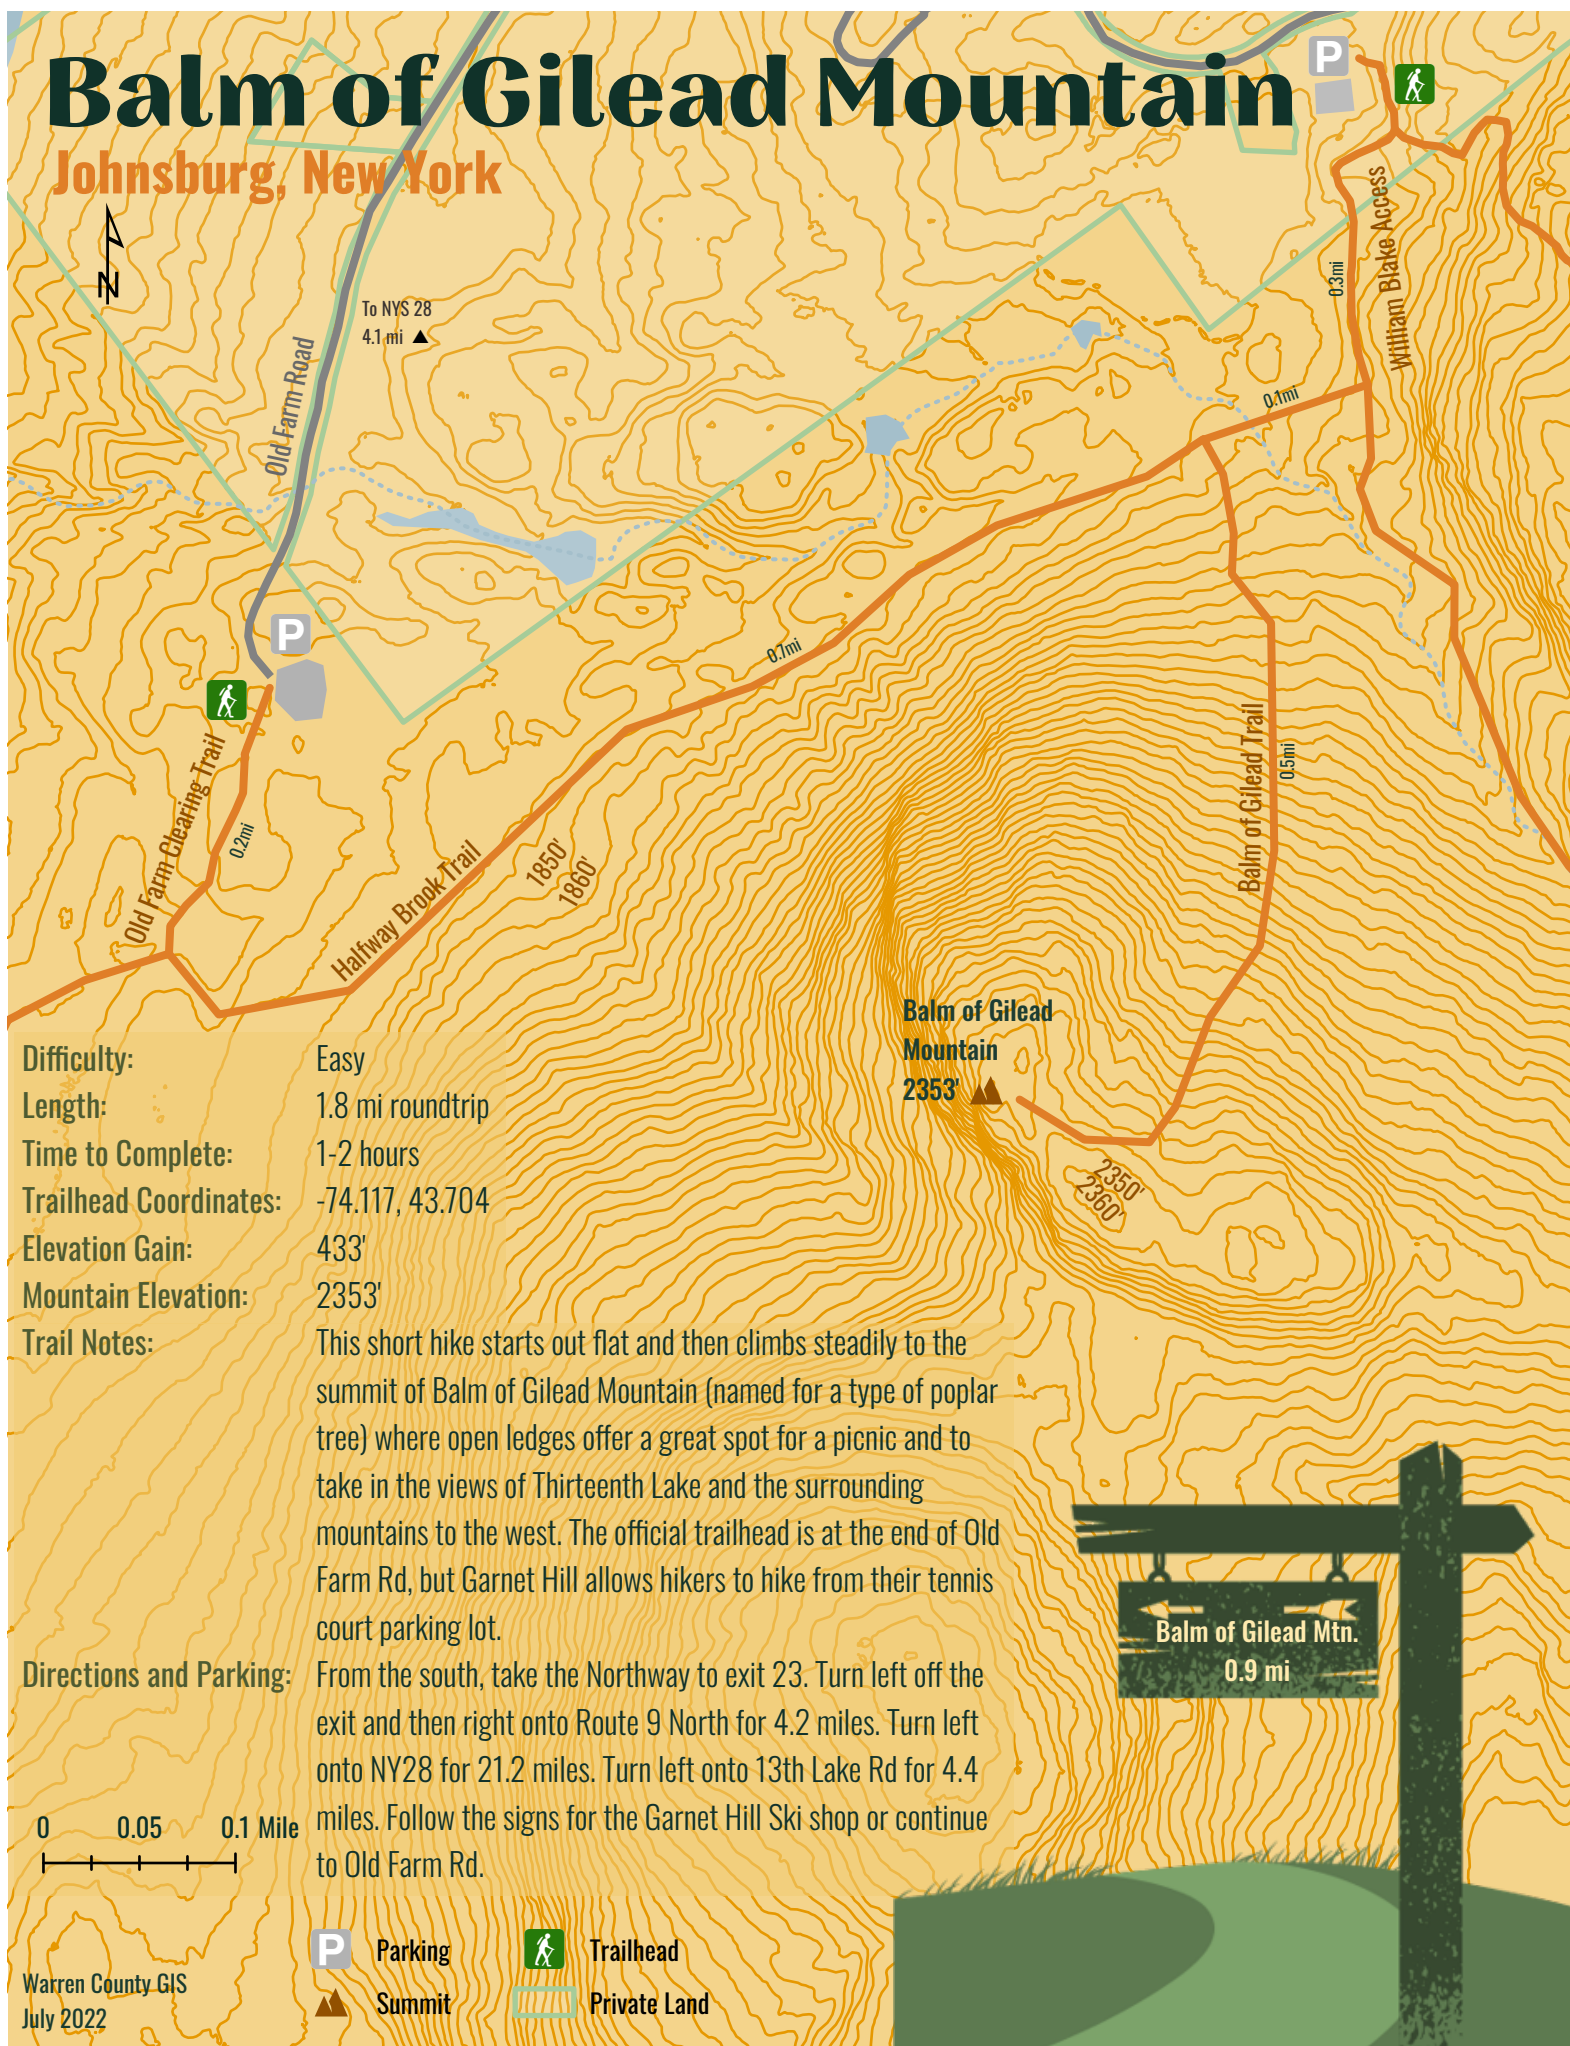 Balm of Gilead Mountain
Johnsburg, New York
N
P
To NYS 28
4.1 mi
Old Farm Road
William Blake Access
0.3mi
0.1mi
P
0.7mi
Old Farm Clearing Trail
0.2mi
Halfway Brook Trail
1850'
1860'
Balm of Gilead Trail
0.5mi
Balm of Gilead
Mountain
2353'
2350'
2360'
Difficulty: Easy
Length: 1.8 mi roundtrip
Time to Complete: 1-2 hours
Trailhead Coordinates: -74.117, 43.704
Elevation Gain: 433'
Mountain Elevation: 2353'
Trail Notes: This short hike starts out flat and then climbs steadily to the
summit of Balm of Gilead Mountain (named for a type of poplar
tree) where open ledges offer a great spot for a picnic and to
take in the views of Thirteenth Lake and the surrounding
mountains to the west. The official trailhead is at the end of Old
Farm Rd, but Garnet Hill allows hikers to hike from their tennis
court parking lot.
Directions and Parking: From the south, take the Northway to exit 23. Turn left off the
exit and then right onto Route 9 North for 4.2 miles. Turn left
onto NY28 for 21.2 miles. Turn left onto 13th Lake Rd for 4.4
miles. Follow the signs for the Garnet Hill Ski shop or continue
to Old Farm Rd.
Balm of Gilead Mtn.
0.9 mi
0 0.05 0.1 Mile
P Parking
Trailhead
Summit
Private Land
Warren County GIS
July 2022